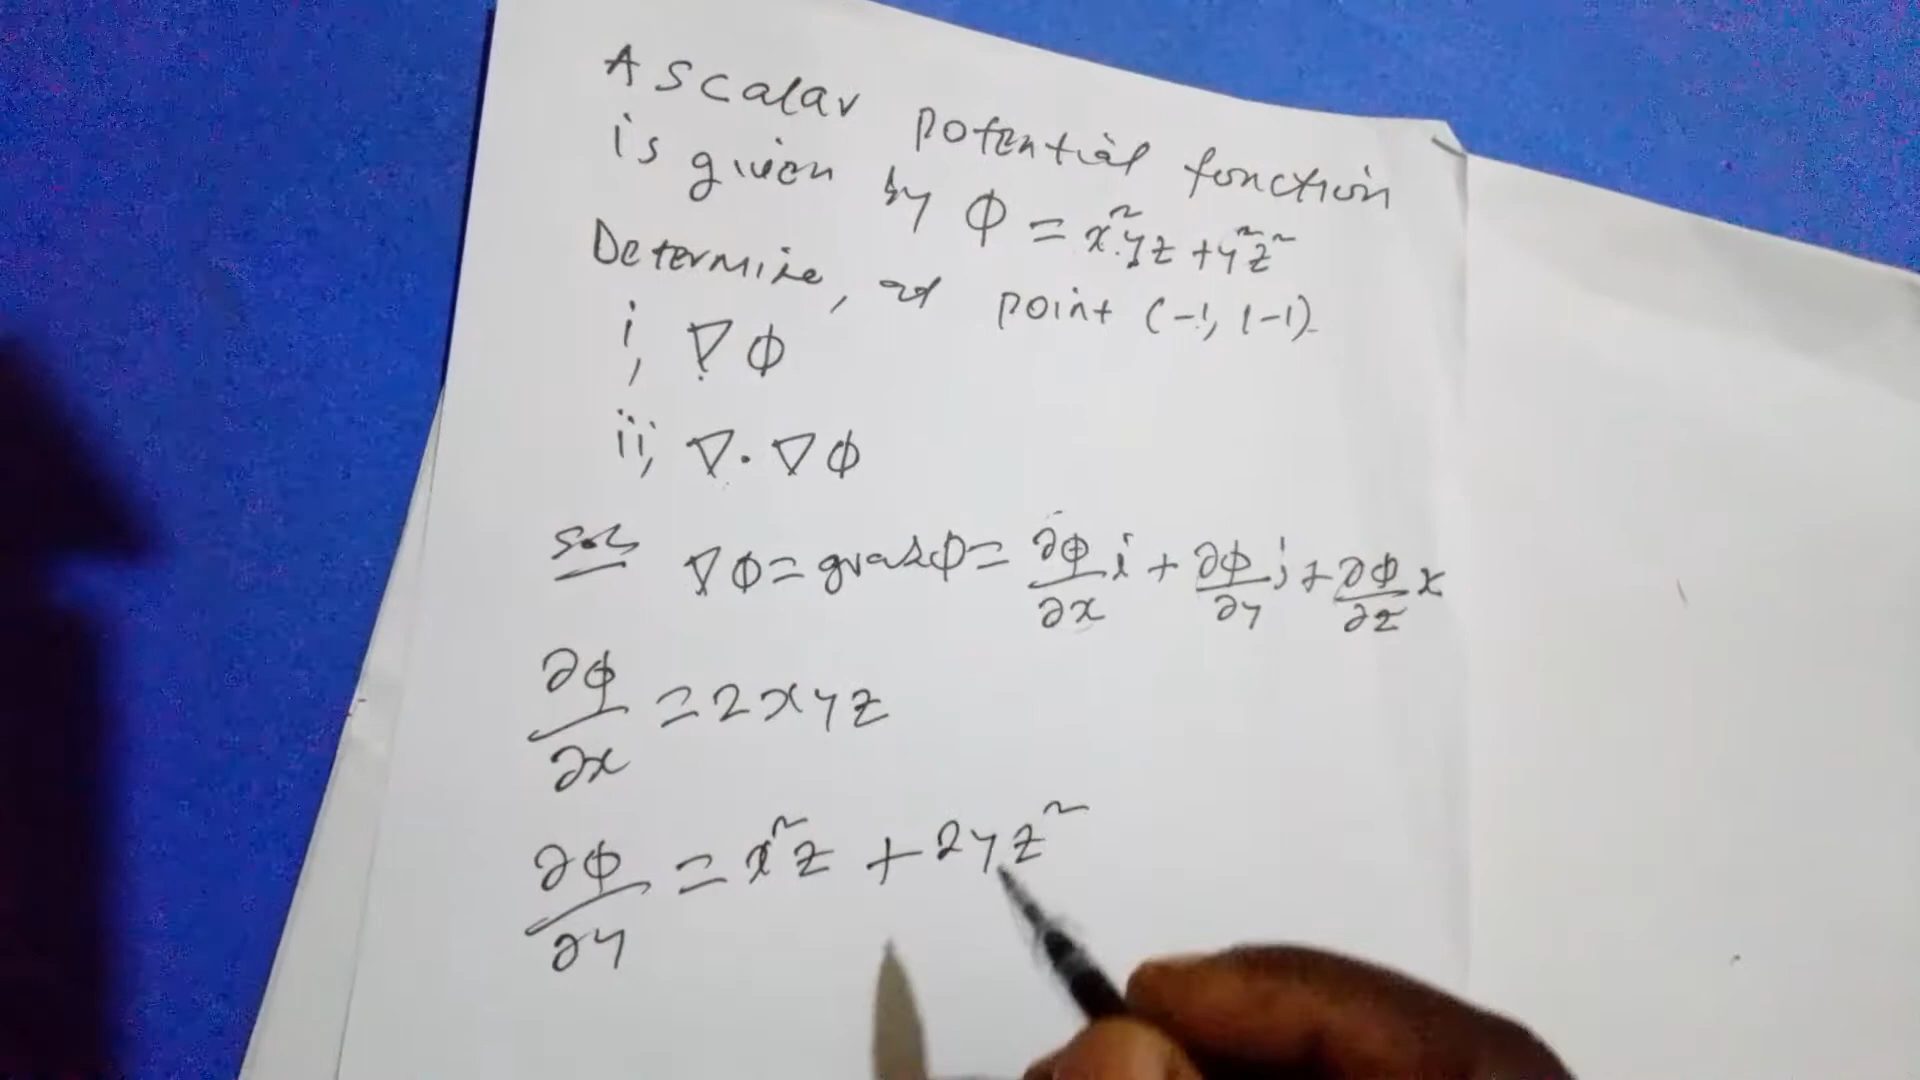 A scalar potential function
is given by ϕ = x²yz + y²z²
Determine, at point (-1, 1 -1)
i, ∇ϕ
ii, ∇·∇ϕ
Sol ∇ϕ = gradϕ = ∂ϕ/∂x i + ∂ϕ/∂y j + ∂ϕ/∂z k
∂ϕ/∂x = 2xyz
∂ϕ/∂y = x²z + 2yz²